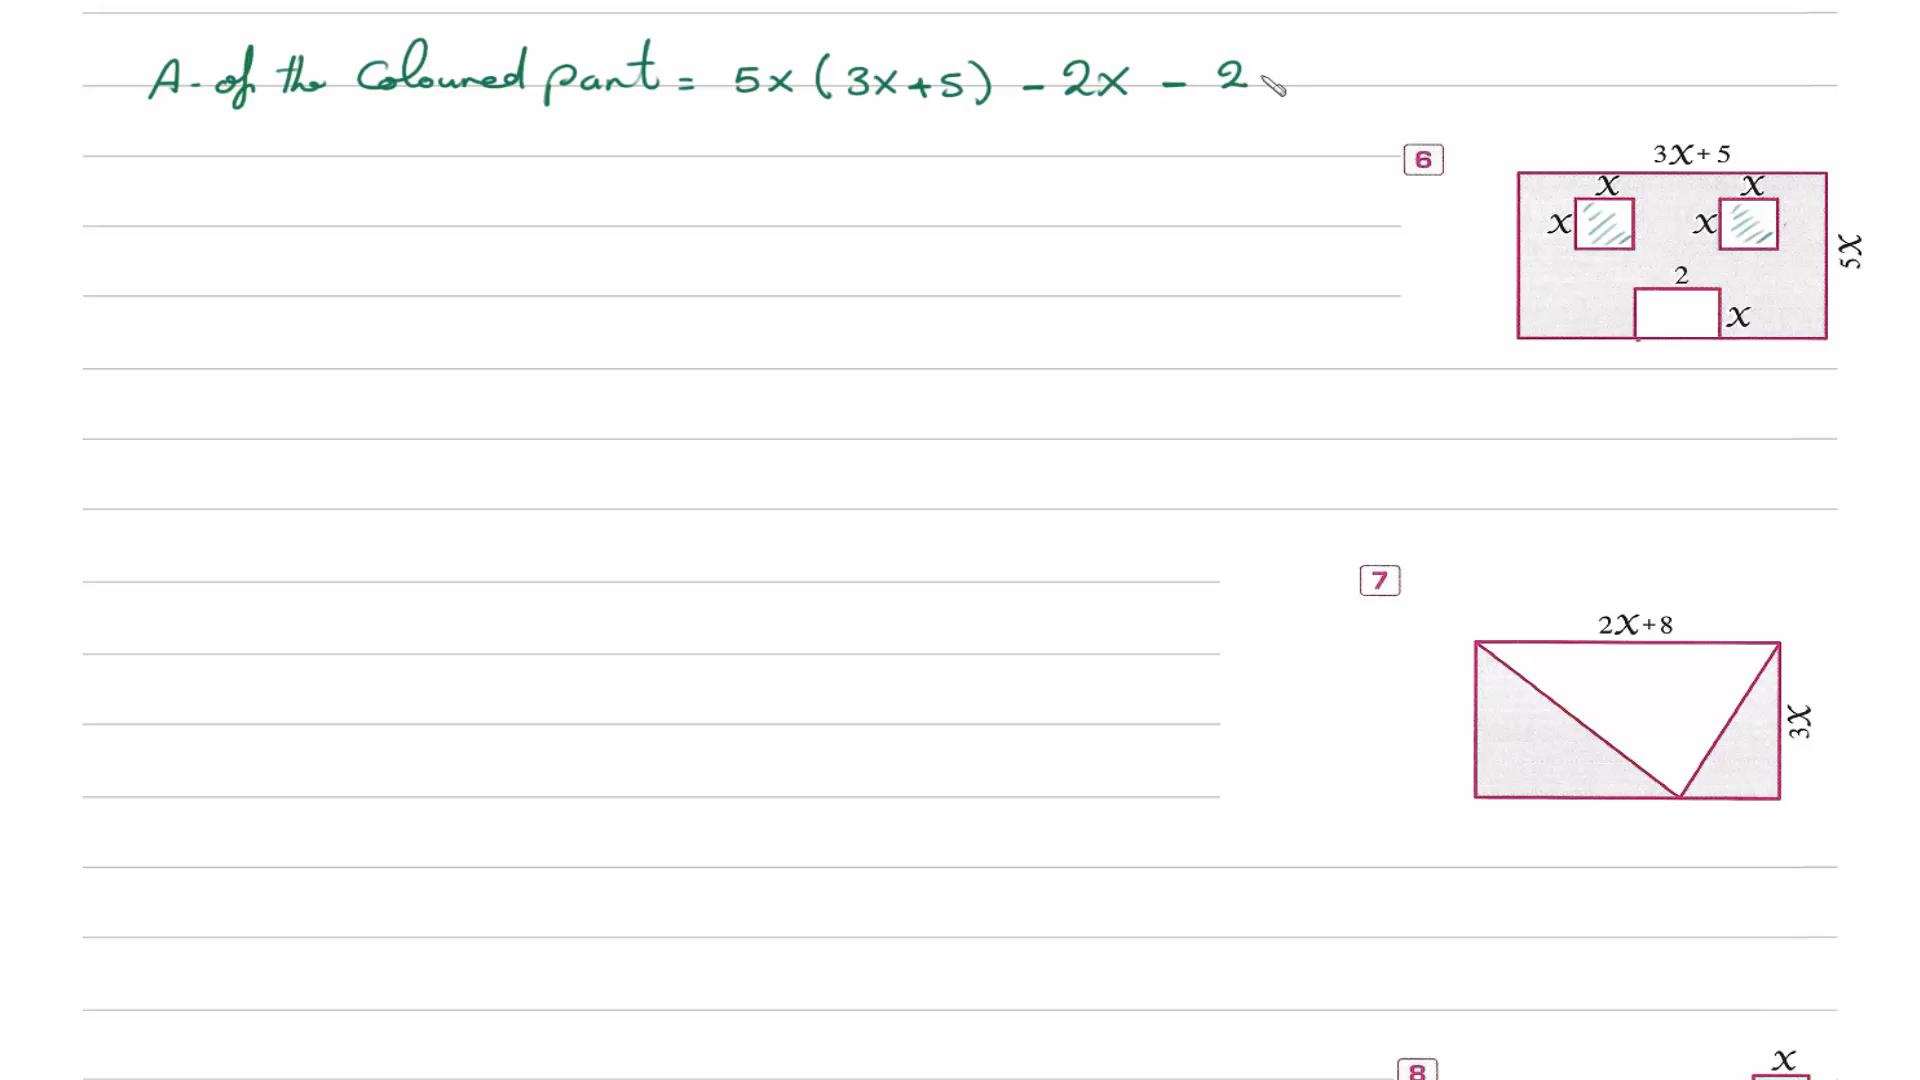 A. of the Coloured part = 5x (3x+5) - 2x - 2
6
3x+5
x x
x x
5x
2
x
7
2x+8
3x
8
x